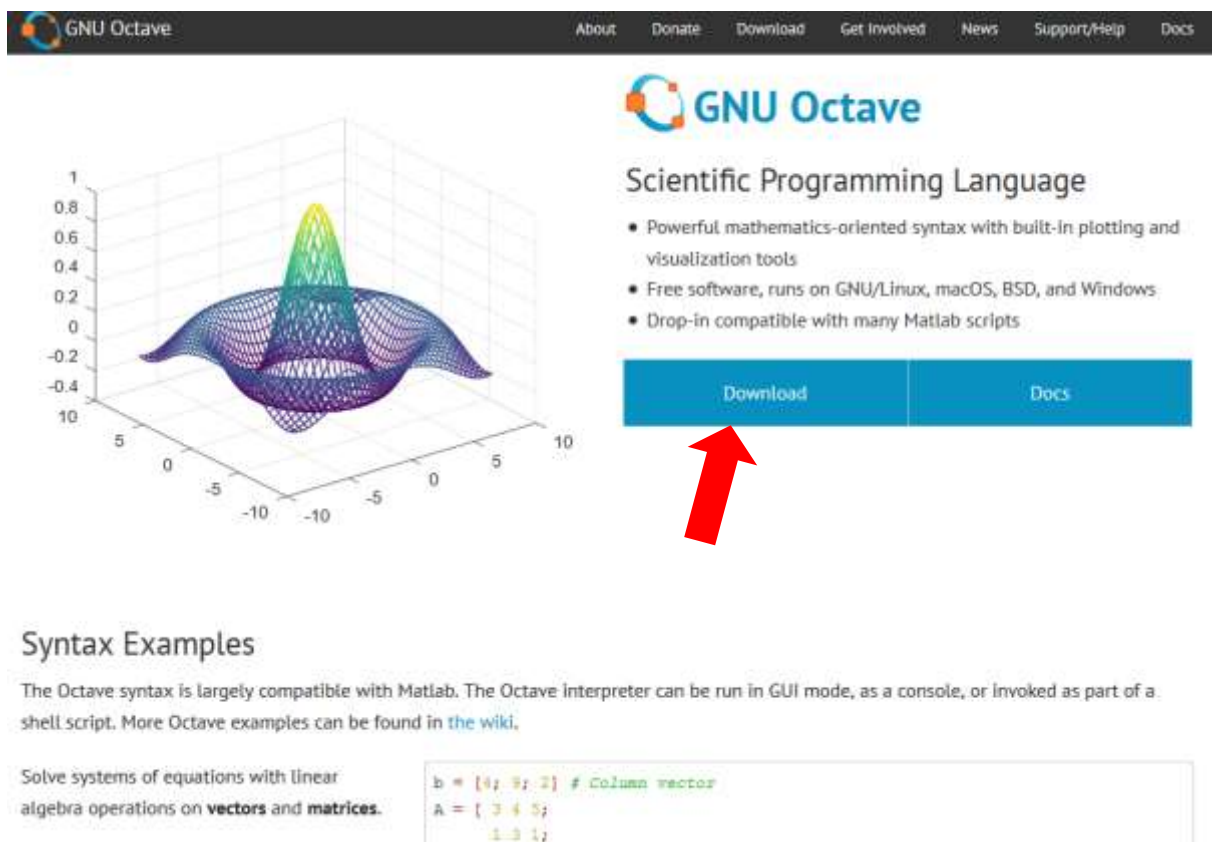 GNU Octave
About Donate Download Get Involved News Support/Help Docs
GNU Octave
Scientific Programming Language
• Powerful mathematics-oriented syntax with built-in plotting and
visualization tools
• Free software, runs on GNU/Linux, macOS, BSD, and Windows
• Drop-in compatible with many Matlab scripts
Download Docs
1
0.8
0.6
0.4
0.2
0
-0.2
-0.4
10
5
0
-5
-10
-10
-5
0
5
10
Syntax Examples
The Octave syntax is largely compatible with Matlab. The Octave interpreter can be run in GUI mode, as a console, or invoked as part of a
shell script. More Octave examples can be found in the wiki.
Solve systems of equations with linear
algebra operations on vectors and matrices.
b = [4; 9; 2] # Column vector
A = [ 3 4 5;
1 3 1;